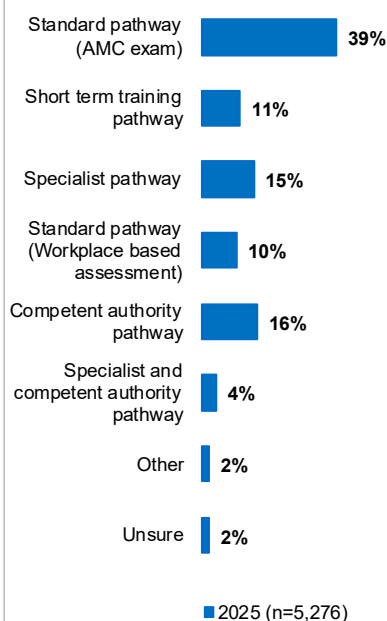 Standard pathway
(AMC exam)
39%
Short term training
pathway
11%
Specialist pathway
15%
Standard pathway
(Workplace based
assessment)
10%
Competent authority
pathway
16%
Specialist and
competent authority
pathway
4%
Other
2%
Unsure
2%
2025 (n=5,276)